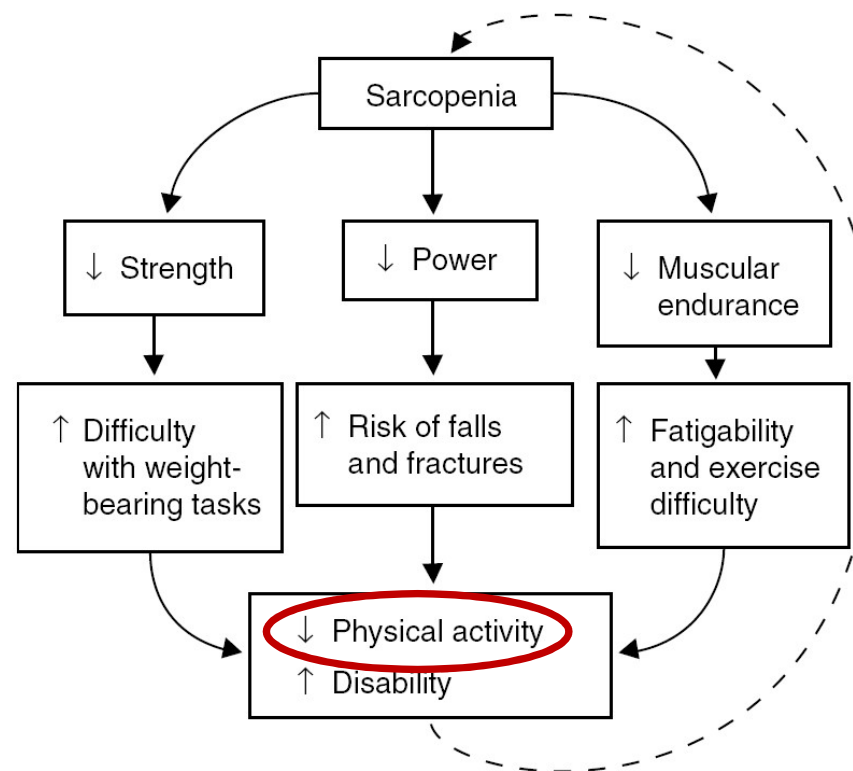 Sarcopenia
↓ Strength
↓ Power
↓ Muscular
endurance
↑ Difficulty
with weight-
bearing tasks
↑ Risk of falls
and fractures
↑ Fatigability
and exercise
difficulty
↓ Physical activity
↑ Disability